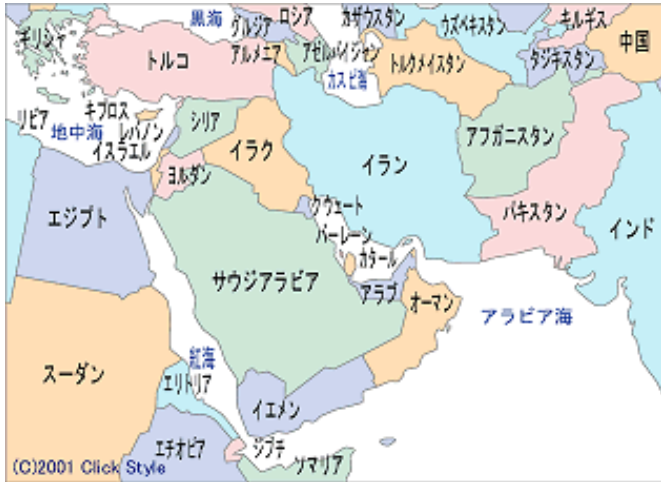 黒海
グルジア
ロシア
カザウスタン
ウズベキスタン
キルギス
中国
ギリシャ
トルコ
アルメニア
アゼルバイジャン
カスピ海
トルクメイスタン
タジキスタン
リビア
地中海
キプロス
レバノン
イスラエル
シリア
イラク
イラン
アフガニスタン
ヨルダン
エジプト
クウェート
バーレーン
カタール
パキスタン
インド
サウジアラビア
アラブ
オーマン
アラビア海
スーダン
紅海
エリトリア
イエメン
エチオピア
ジブチ
ソマリア
(C)2001 Click Style